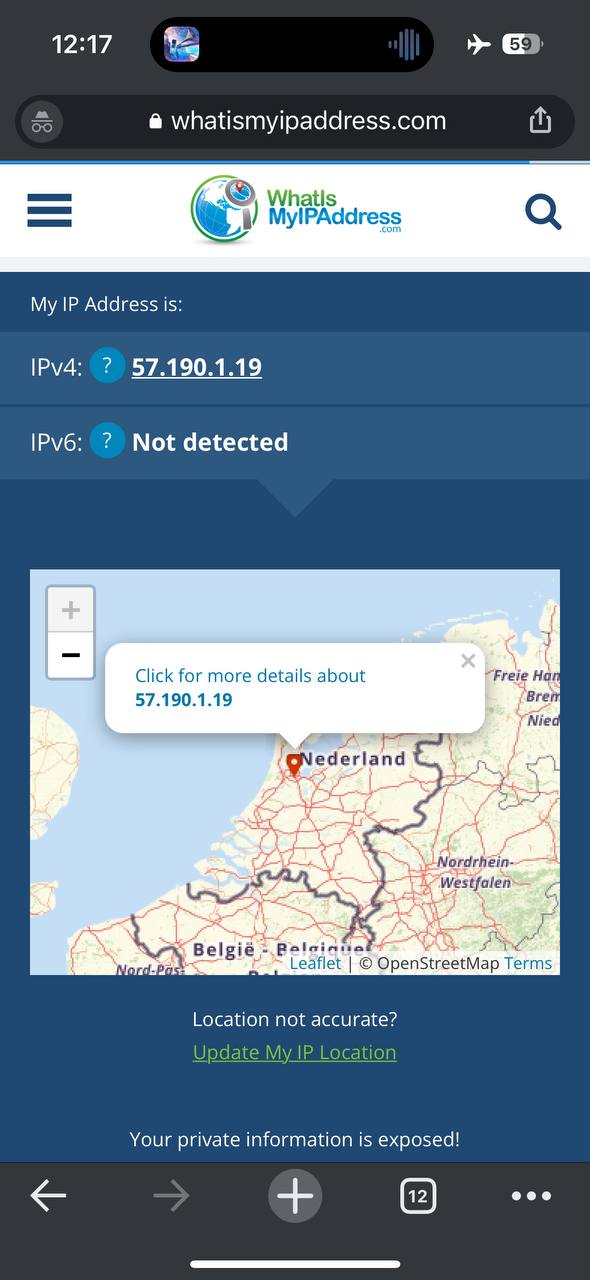 12:17
59
whatismyipaddress.com
WhatIs
MyIPAddress
.com
My IP Address is:
IPv4: ? 57.190.1.19
IPv6: ? Not detected
+
−
Click for more details about
57.190.1.19
×
Freie Han
Brem
Nied
Nederland
Nordrhein-
Westfalen
België - Belgique
Nord-Pas-
Leaflet | © OpenStreetMap Terms
Location not accurate?
Update My IP Location
Your private information is exposed!
12